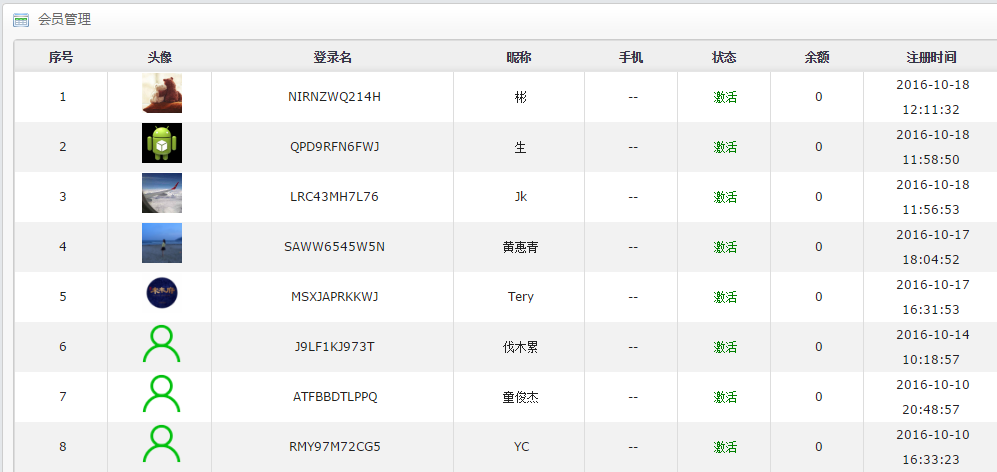 会员管理
序号 头像 登录名 昵称 手机 状态 余额 注册时间
1 NIRNZWQ214H 彬 -- 激活 0 2016-10-18 12:11:32
2 QPD9RFN6FWJ 生 -- 激活 0 2016-10-18 11:58:50
3 LRC43MH7L76 Jk -- 激活 0 2016-10-18 11:56:53
4 SAWW6545W5N 黄惠青 -- 激活 0 2016-10-17 18:04:52
5 MSXJAPRKKWJ Tery -- 激活 0 2016-10-17 16:31:53
6 J9LF1KJ973T 伐木累 -- 激活 0 2016-10-14 10:18:57
7 ATFBBDTLPPQ 童俊杰 -- 激活 0 2016-10-10 20:48:57
8 RMY97M72CG5 YC -- 激活 0 2016-10-10 16:33:23